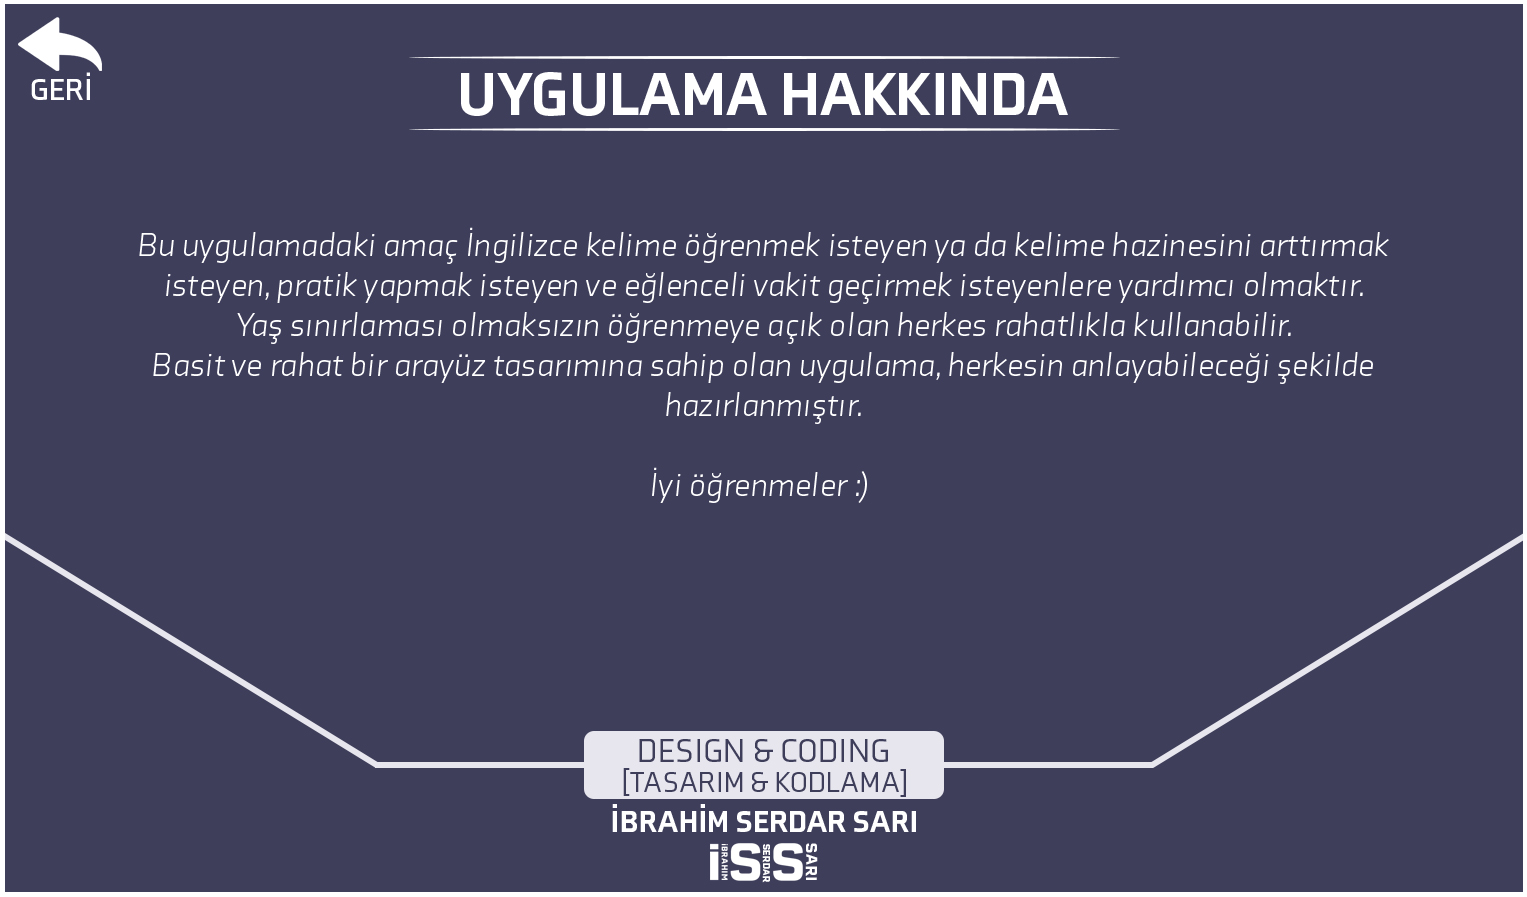 GERİ
UYGULAMA HAKKINDA
Bu uygulamadaki amaç İngilizce kelime öğrenmek isteyen ya da kelime hazinesini arttırmak
isteyen, pratik yapmak isteyen ve eğlenceli vakit geçirmek isteyenlere yardımcı olmaktır.
Yaş sınırlaması olmaksızın öğrenmeye açık olan herkes rahatlıkla kullanabilir.
Basit ve rahat bir arayüz tasarımına sahip olan uygulama, herkesin anlayabileceği şekilde
hazırlanmıştır.
İyi öğrenmeler :)
DESIGN & CODING
[TASARIM & KODLAMA]
İBRAHİM SERDAR SARI
iSS
İBRAHİM
SERDAR
SARI